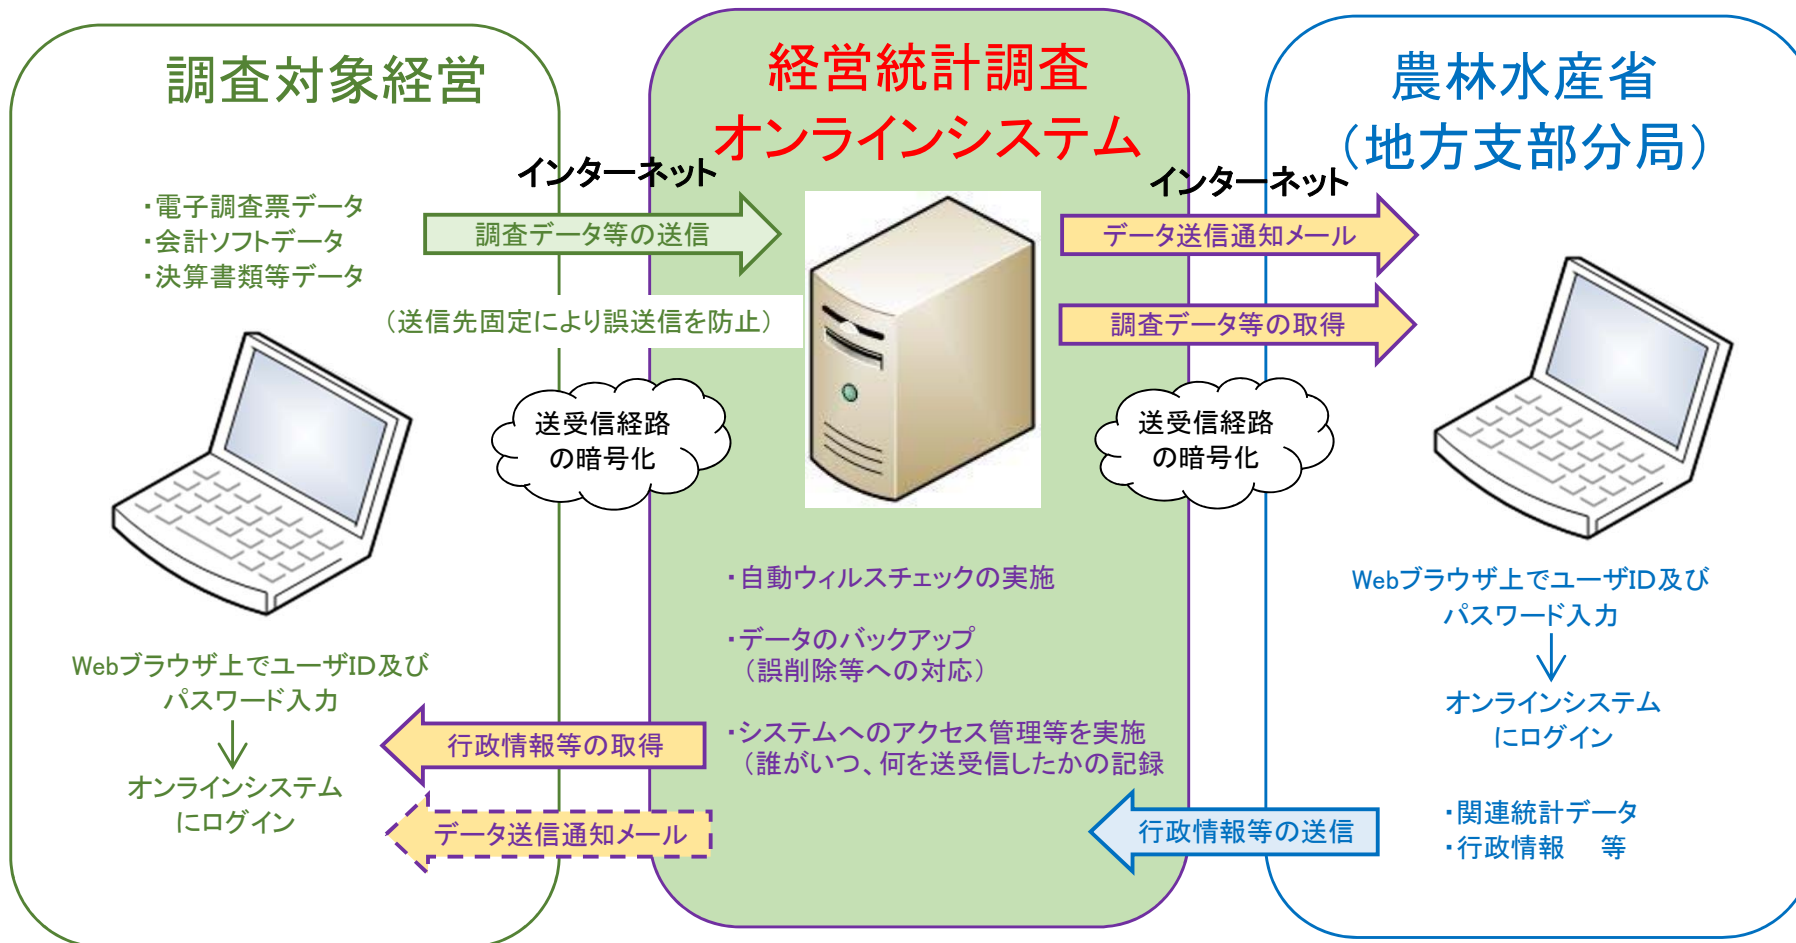 調査対象経営
・電子調査票データ
・会計ソフトデータ
・決算書類等データ
インターネット
調査データ等の送信
（送信先固定により誤送信を防止）
送受信経路
の暗号化
Webブラウザ上でユーザID及び
パスワード入力
オンラインシステム
にログイン
行政情報等の取得
データ送信通知メール
経営統計調査
オンラインシステム
・自動ウィルスチェックの実施
・データのバックアップ
（誤削除等への対応）
・システムへのアクセス管理等を実施
（誰がいつ、何を送受信したかの記録
農林水産省
（地方支部分局）
インターネット
データ送信通知メール
調査データ等の取得
送受信経路
の暗号化
Webブラウザ上でユーザID及び
パスワード入力
オンラインシステム
にログイン
行政情報等の送信
・関連統計データ
・行政情報　等